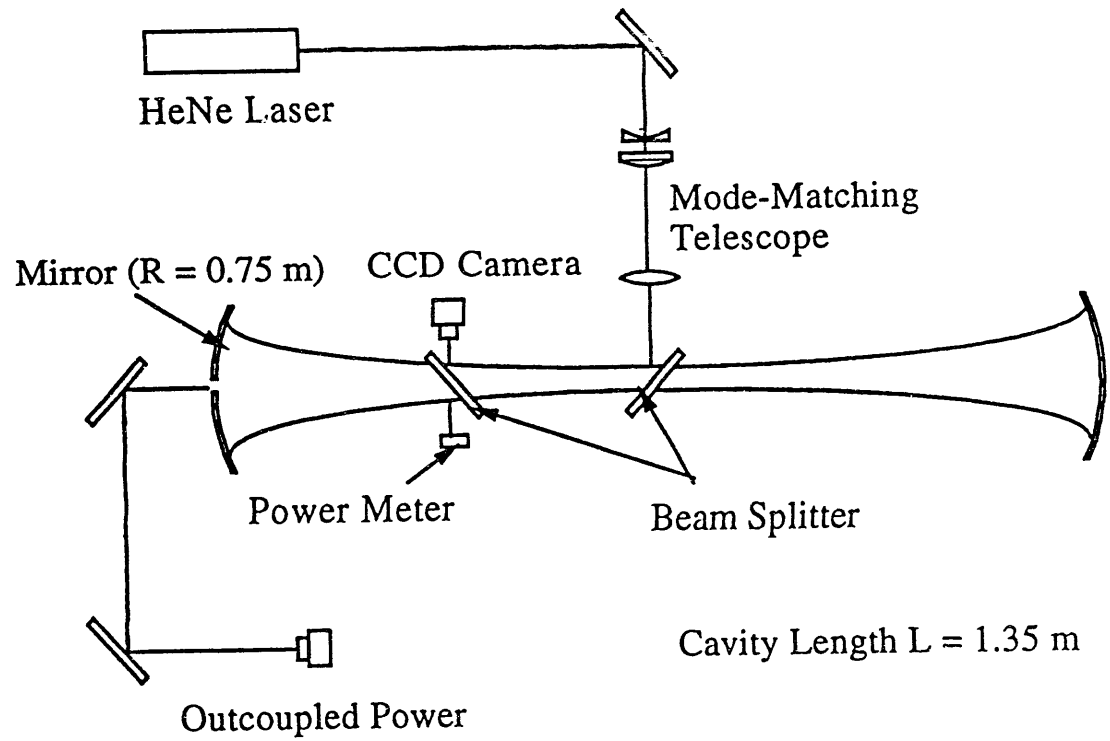 HeNe Laser
Mode-Matching
Telescope
Mirror (R = 0.75 m)
CCD Camera
Power Meter
Beam Splitter
Cavity Length L = 1.35 m
Outcoupled Power